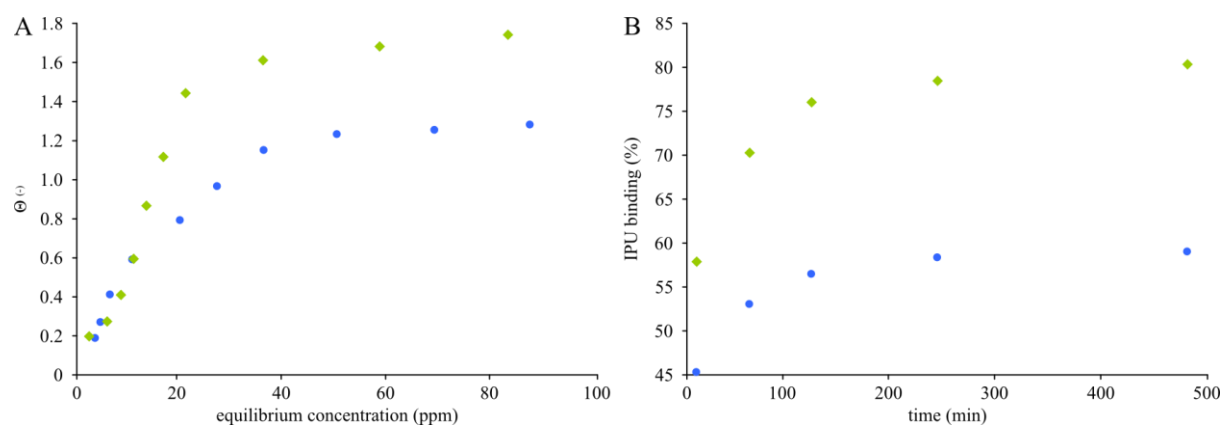 A
1.8
1.6
1.4
1.2
1.0
0.8
0.6
0.4
0.2
0
Θ (-)
0 20 40 60 80 100
equilibrium concentration (ppm)
B
85
80
75
70
65
60
55
50
45
IPU binding (%)
0 100 200 300 400 500
time (min)